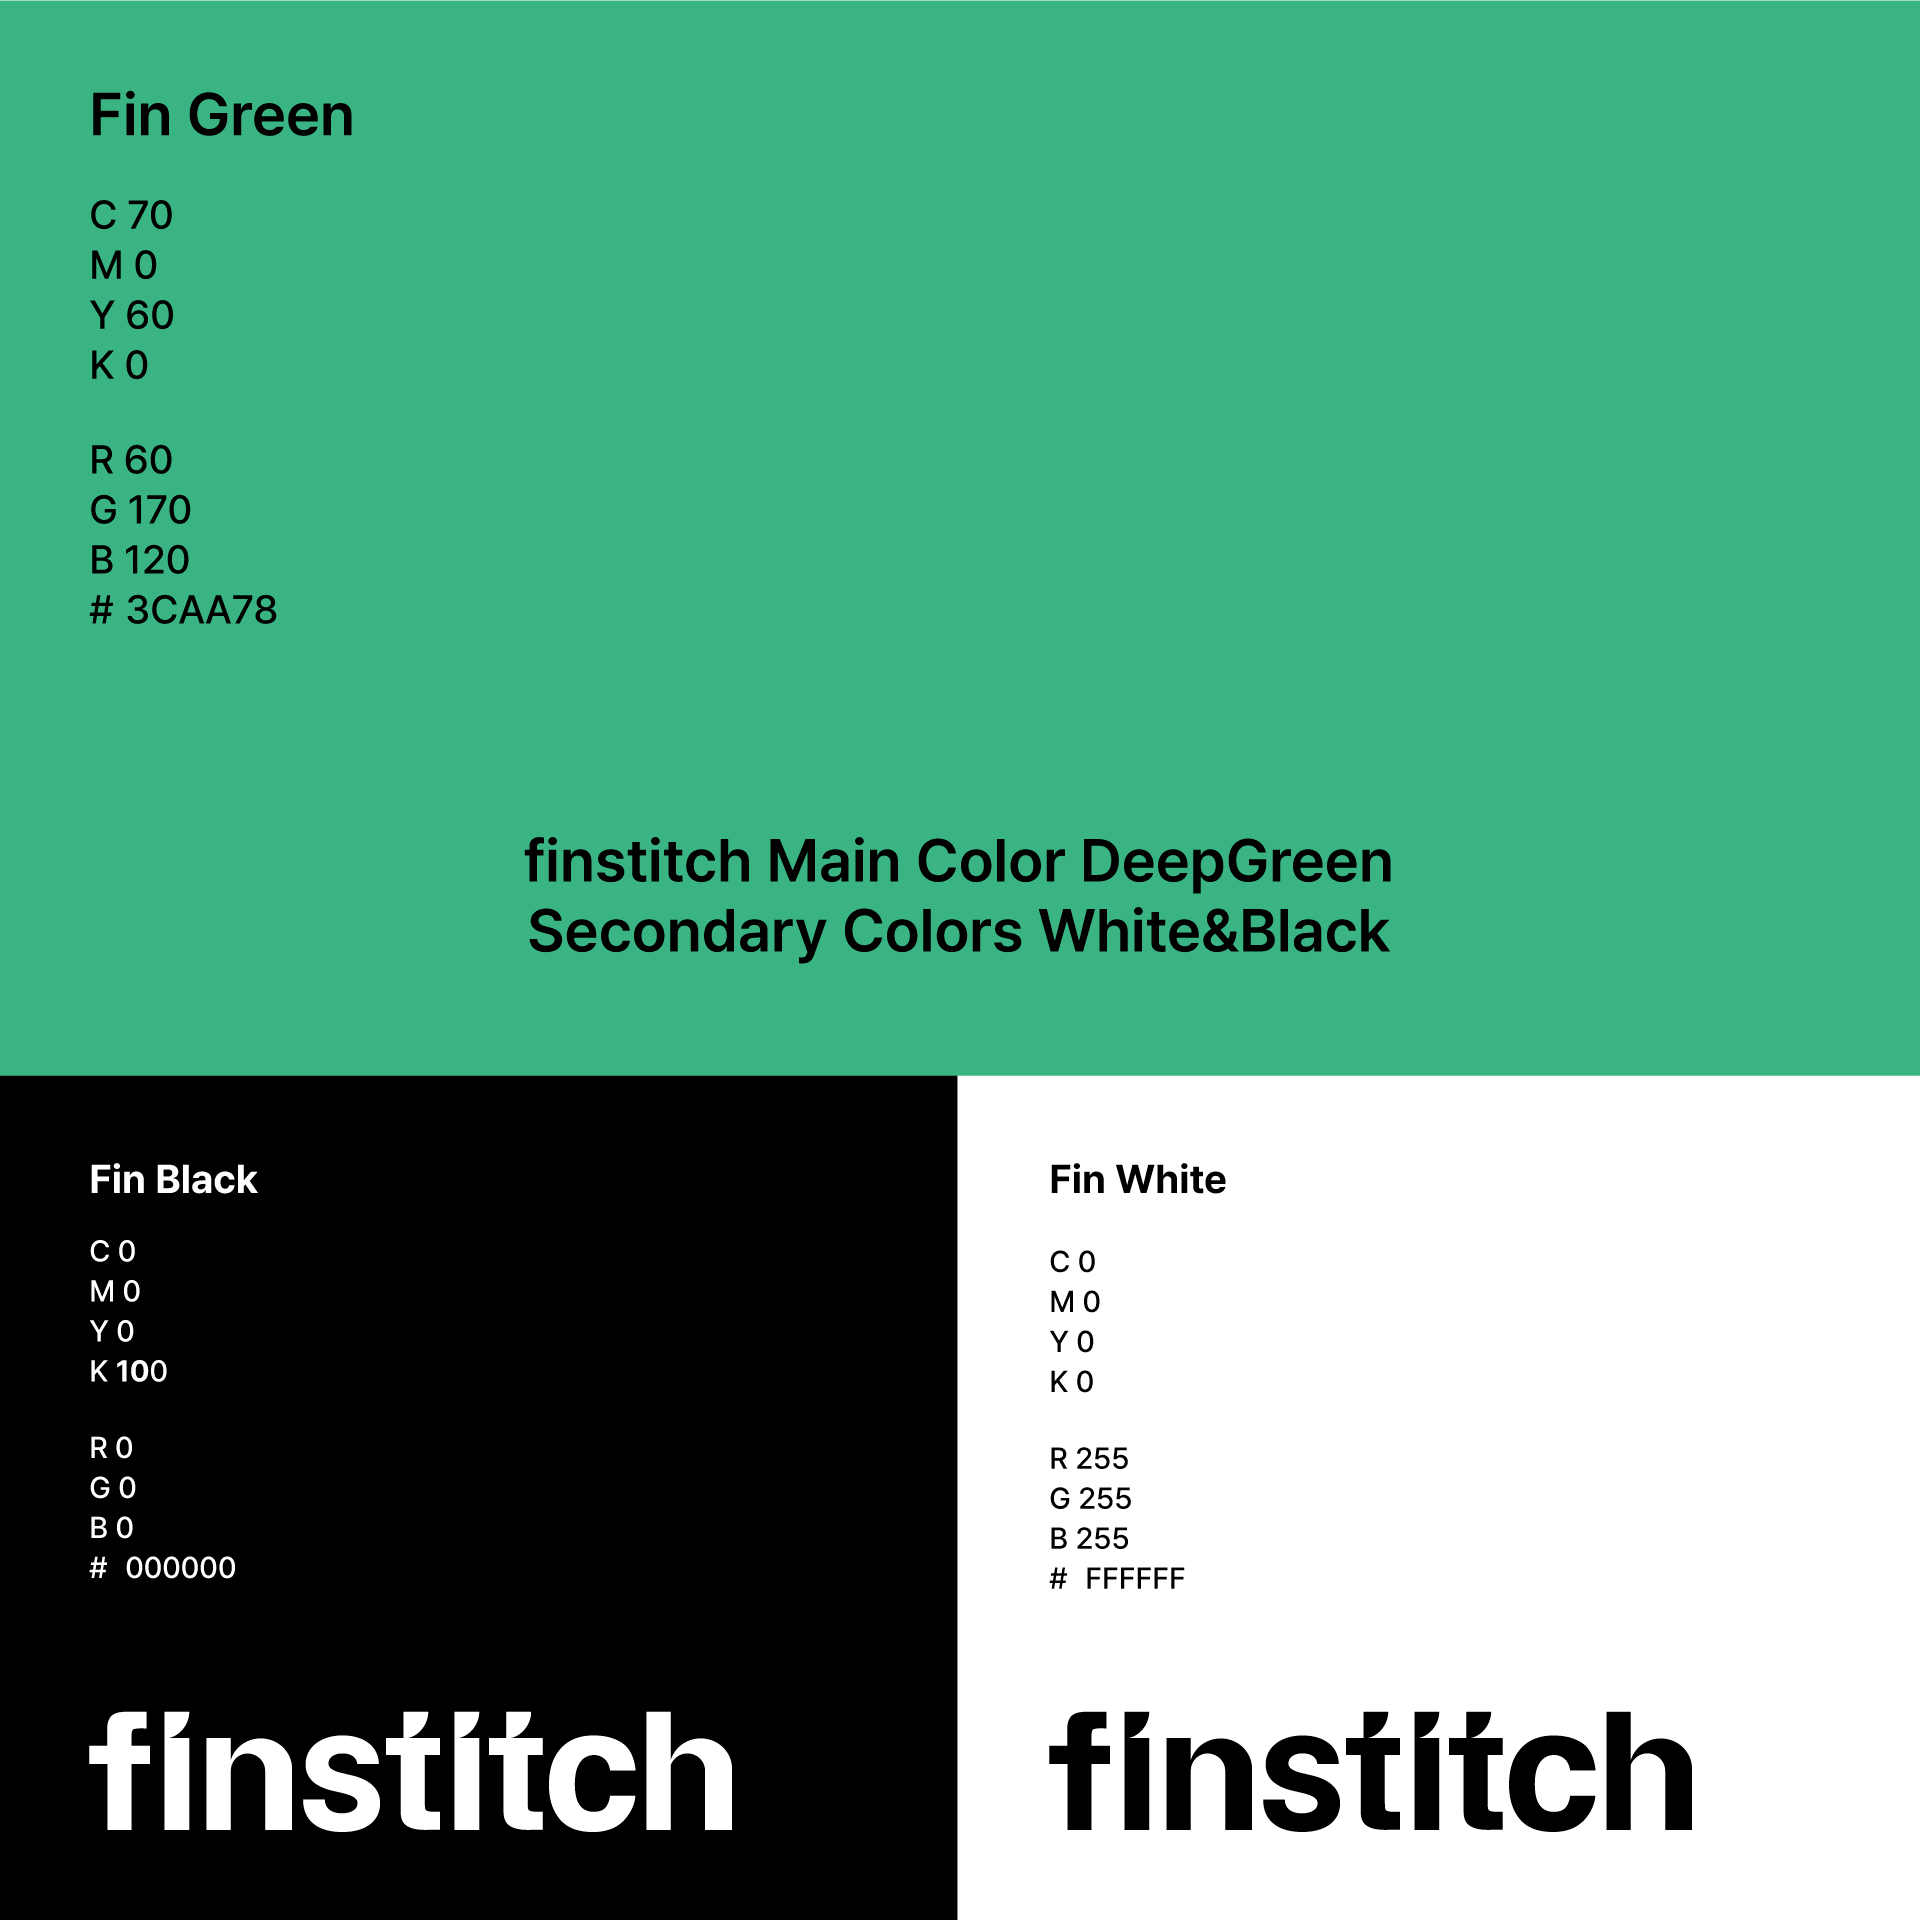 Fin Green
C 70
M 0
Y 60
K 0
R 60
G 170
B 120
# 3CAA78
finstitch Main Color DeepGreen
Secondary Colors White&Black
Fin Black
C 0
M 0
Y 0
K 100
R 0
G 0
B 0
# 000000
finstitch
Fin White
C 0
M 0
Y 0
K 0
R 255
G 255
B 255
# FFFFFF
finstitch